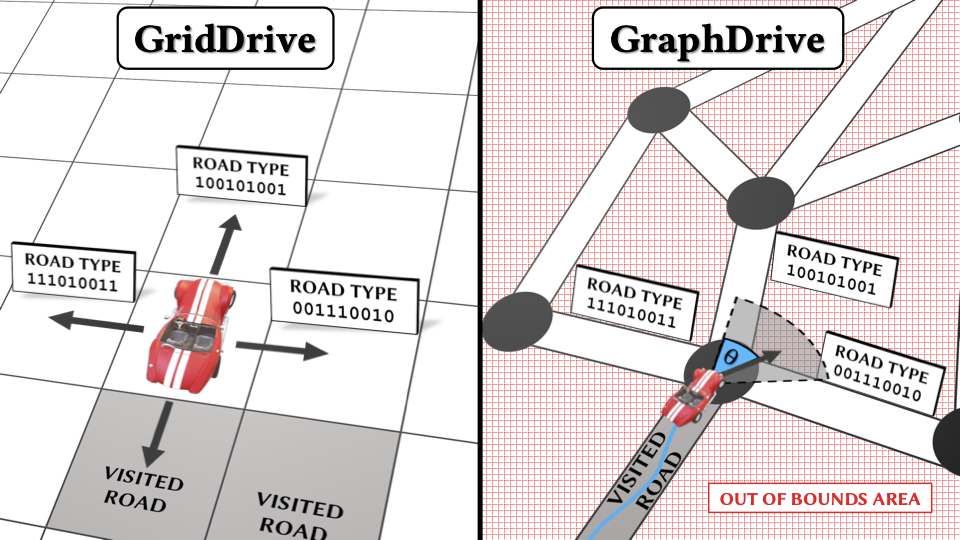 GridDrive
ROAD TYPE
100101001
ROAD TYPE
111010011
ROAD TYPE
001110010
VISITED
ROAD
VISITED
ROAD
GraphDrive
ROAD TYPE
100101001
ROAD TYPE
111010011
ROAD TYPE
001110010
θ
VISITED
ROAD
OUT OF BOUNDS AREA